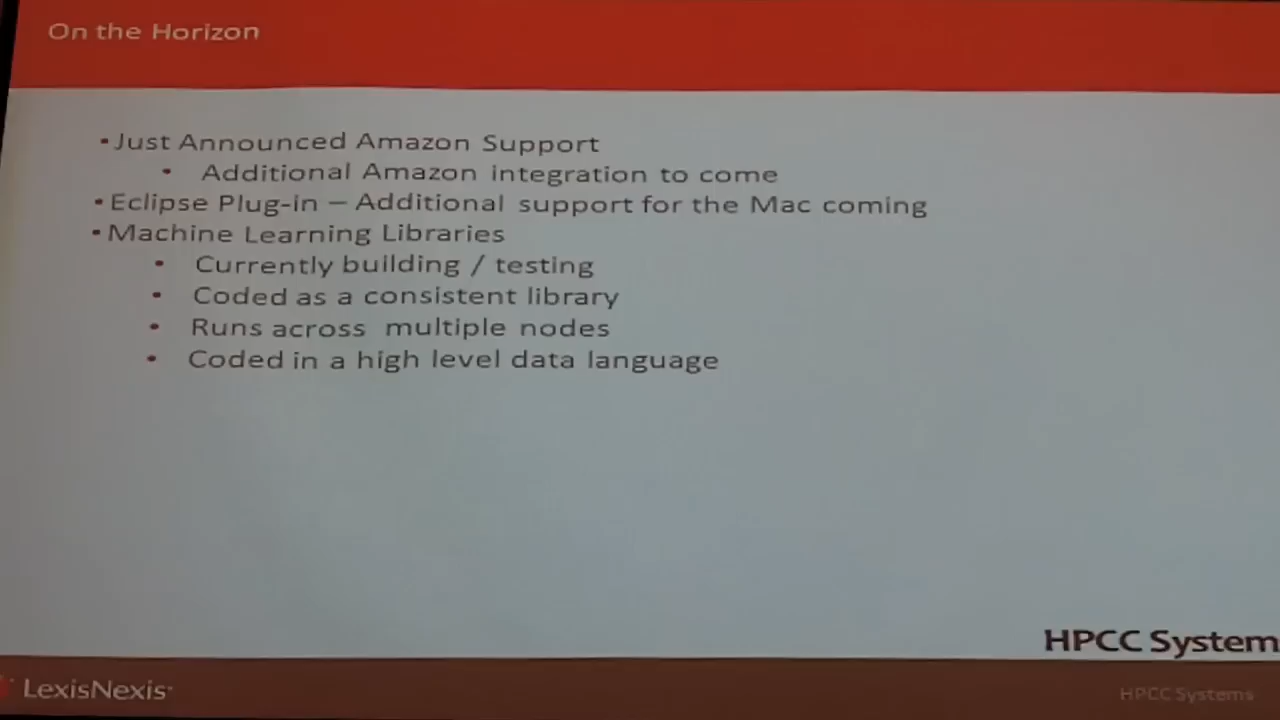 On the Horizon
▪Just Announced Amazon Support
• Additional Amazon integration to come
▪Eclipse Plug-in – Additional support for the Mac coming
▪Machine Learning Libraries
• Currently building / testing
• Coded as a consistent library
• Runs across multiple nodes
• Coded in a high level data language
HPCC System
LexisNexis
HPCC Systems